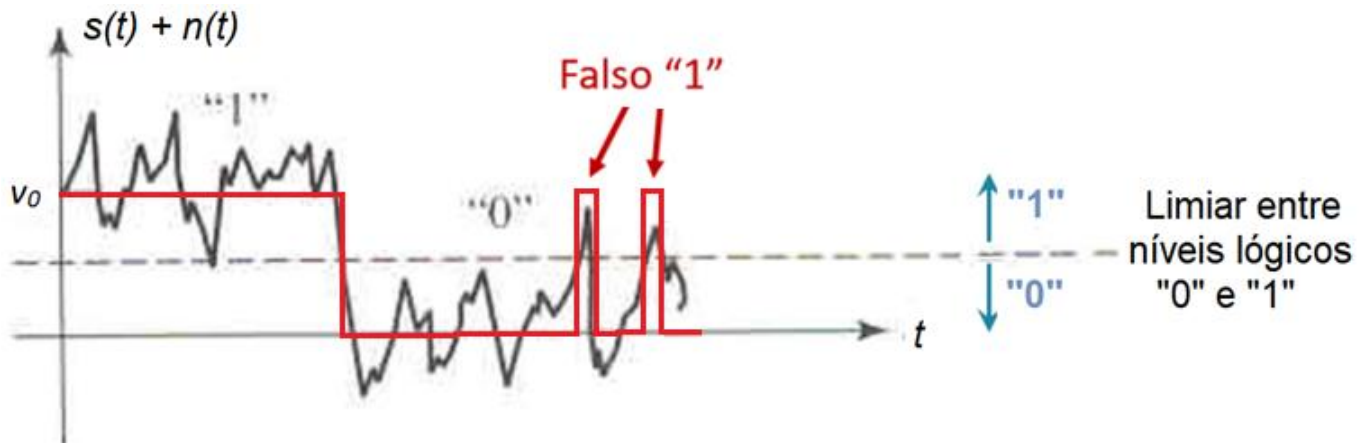 s(t) + n(t)
Falso “1”
“1”
v0
“0”
"1"
"0"
Limiar entre
níveis lógicos
"0" e "1"
t